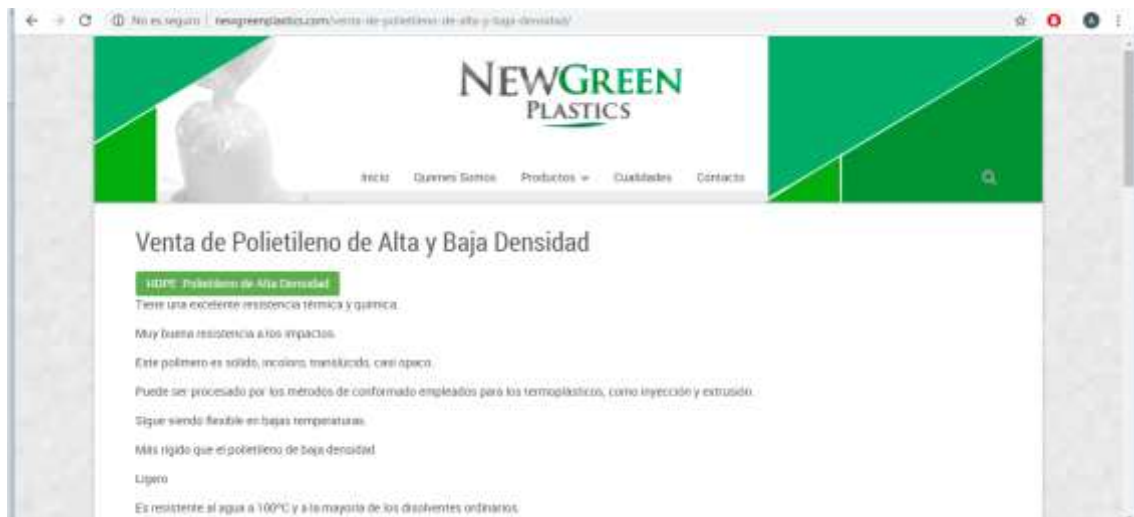 No es seguro | newgreenplastics.com/venta-de-polietileno-de-alta-y-baja-densidad/
NEWGREEN
PLASTICS
Inicio Quienes Somos Productos Cualidades Contacto
Venta de Polietileno de Alta y Baja Densidad
HDPE Polietileno de Alta Densidad
Tiene una excelente resistencia térmica y química.
Muy buena resistencia a los impactos.
Este polímero es sólido, incoloro, translúcido, casi opaco.
Puede ser procesado por los métodos de conformado empleados para los termoplásticos, como inyección y extrusión.
Sigue siendo flexible en bajas temperaturas.
Más rígido que el polietileno de baja densidad
Ligero
Es resistente al agua a 100ºC y a la mayoría de los disolventes ordinarios.